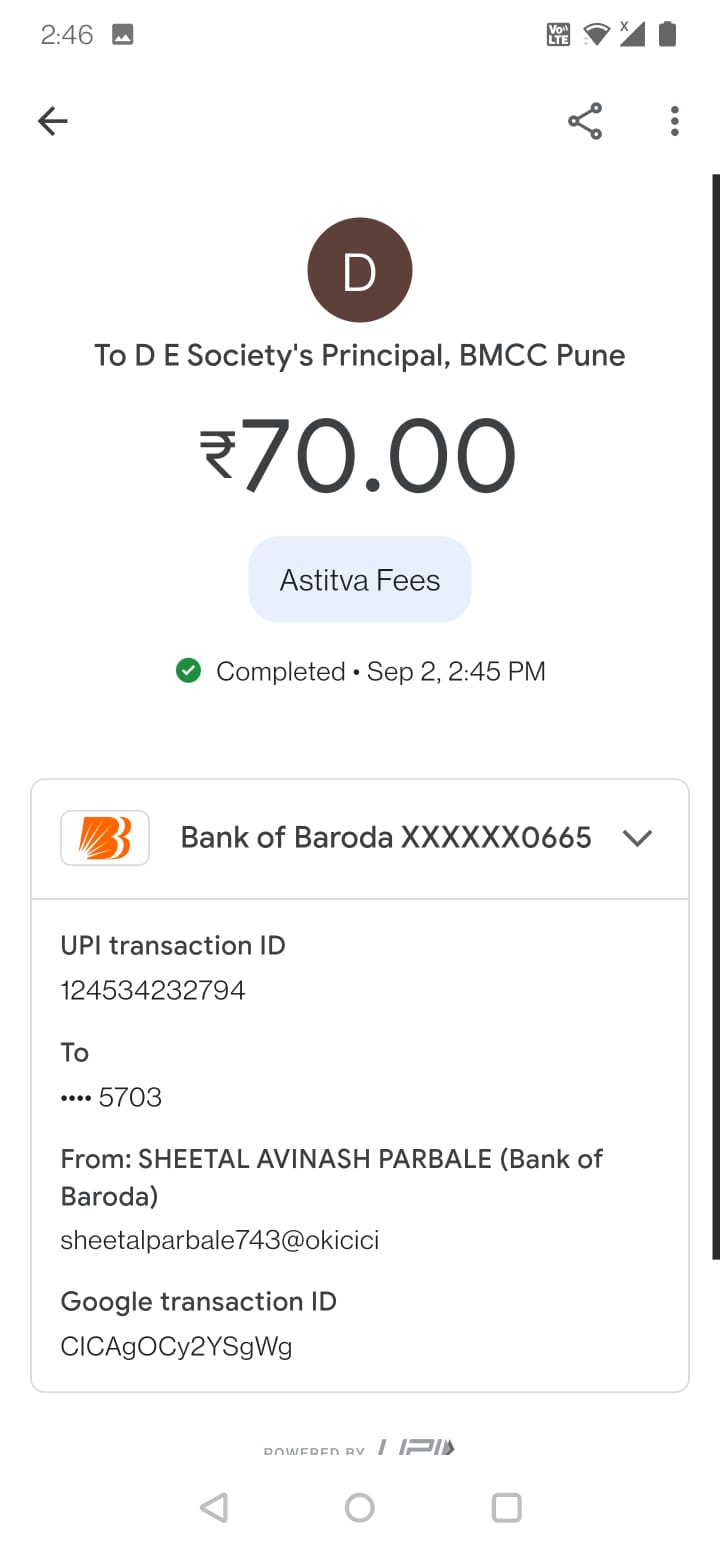 2:46
Vo)) LTE
X
D
To D E Society's Principal, BMCC Pune
₹70.00
Astitva Fees
Completed • Sep 2, 2:45 PM
Bank of Baroda XXXXXX0665
UPI transaction ID
124534232794
To
•••• 5703
From: SHEETAL AVINASH PARBALE (Bank of
Baroda)
sheetalparbale743@okicici
Google transaction ID
CICAgOCy2YSgWg
POWERED BY UPI